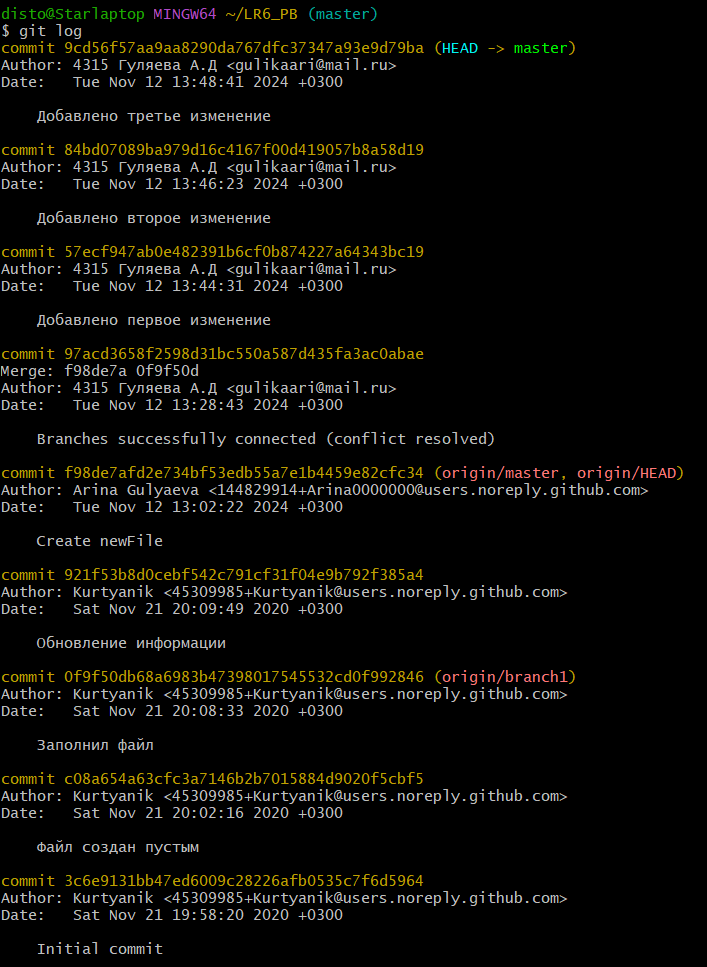 disto@Starlaptop MINGW64 ~/LR6_PB (master)
$ git log
commit 9cd56f57aa9aa8290da767dfc37347a93e9d79ba (HEAD -> master)
Author: 4315 Гуляева А.Д <gulikaari@mail.ru>
Date:   Tue Nov 12 13:48:41 2024 +0300
Добавлено третье изменение
commit 84bd07089ba979d16c4167f00d419057b8a58d19
Author: 4315 Гуляева А.Д <gulikaari@mail.ru>
Date:   Tue Nov 12 13:46:23 2024 +0300
Добавлено второе изменение
commit 57ecf947ab0e482391b6cf0b874227a64343bc19
Author: 4315 Гуляева А.Д <gulikaari@mail.ru>
Date:   Tue Nov 12 13:44:31 2024 +0300
Добавлено первое изменение
commit 97acd3658f2598d31bc550a587d435fa3ac0abae
Merge: f98de7a 0f9f50d
Author: 4315 Гуляева А.Д <gulikaari@mail.ru>
Date:   Tue Nov 12 13:28:43 2024 +0300
Branches successfully connected (conflict resolved)
commit f98de7afd2e734bf53edb55a7e1b4459e82cfc34 (origin/master, origin/HEAD)
Author: Arina Gulyaeva <144829914+Arina0000000@users.noreply.github.com>
Date:   Tue Nov 12 13:02:22 2024 +0300
Create newFile
commit 921f53b8d0cebf542c791cf31f04e9b792f385a4
Author: Kurtyanik <45309985+Kurtyanik@users.noreply.github.com>
Date:   Sat Nov 21 20:09:49 2020 +0300
Обновление информации
commit 0f9f50db68a6983b47398017545532cd0f992846 (origin/branch1)
Author: Kurtyanik <45309985+Kurtyanik@users.noreply.github.com>
Date:   Sat Nov 21 20:08:33 2020 +0300
Заполнил файл
commit c08a654a63cfc3a7146b2b7015884d9020f5cbf5
Author: Kurtyanik <45309985+Kurtyanik@users.noreply.github.com>
Date:   Sat Nov 21 20:02:16 2020 +0300
Файл создан пустым
commit 3c6e9131bb47ed6009c28226afb0535c7f6d5964
Author: Kurtyanik <45309985+Kurtyanik@users.noreply.github.com>
Date:   Sat Nov 21 19:58:20 2020 +0300
Initial commit